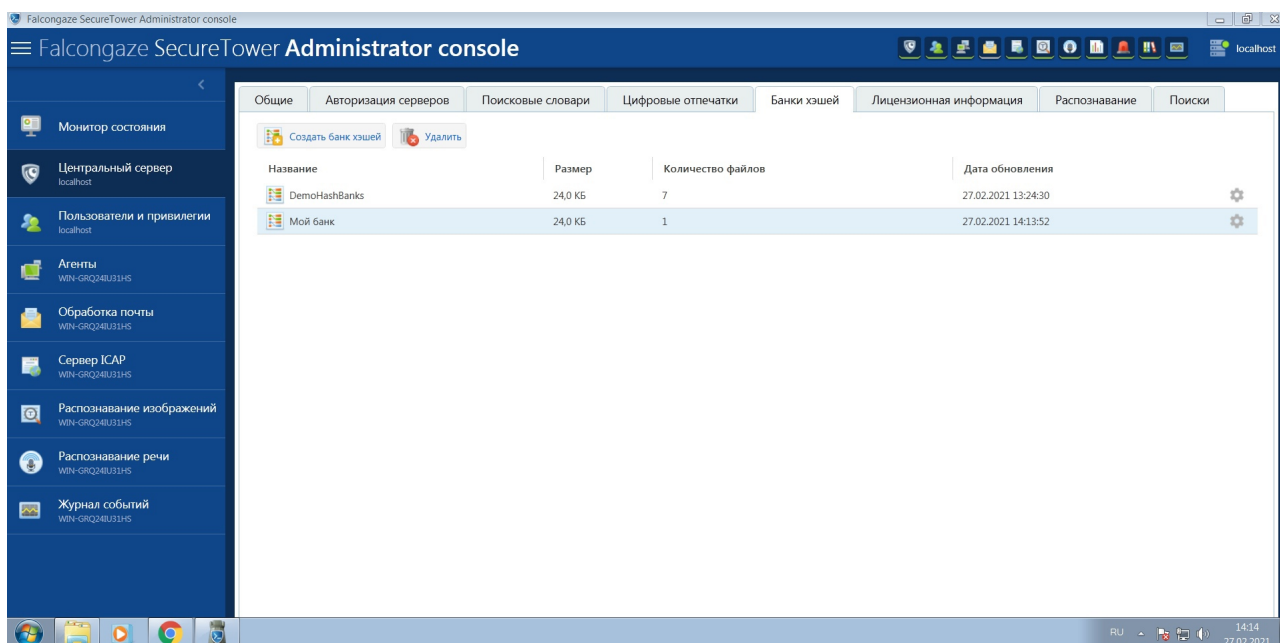 Falcongaze SecureTower Administrator console
Falcongaze SecureTower Administrator console
localhost
Общие
Авторизация серверов
Поисковые словари
Цифровые отпечатки
Банки хэшей
Лицензионная информация
Распознавание
Поиски
Монитор состояния
Центральный сервер
localhost
Пользователи и привилегии
localhost
Агенты
WIN-GRQ24IU31HS
Обработка почты
WIN-GRQ24IU31HS
Сервер ICAP
WIN-GRQ24IU31HS
Распознавание изображений
WIN-GRQ24IU31HS
Распознавание речи
WIN-GRQ24IU31HS
Журнал событий
WIN-GRQ24IU31HS
Создать банк хэшей
Удалить
Название Размер Количество файлов Дата обновления
DemoHashBanks 24,0 КБ 7 27.02.2021 13:24:30
Мой банк 24,0 КБ 1 27.02.2021 14:13:52
RU
14:14
27.02.2021